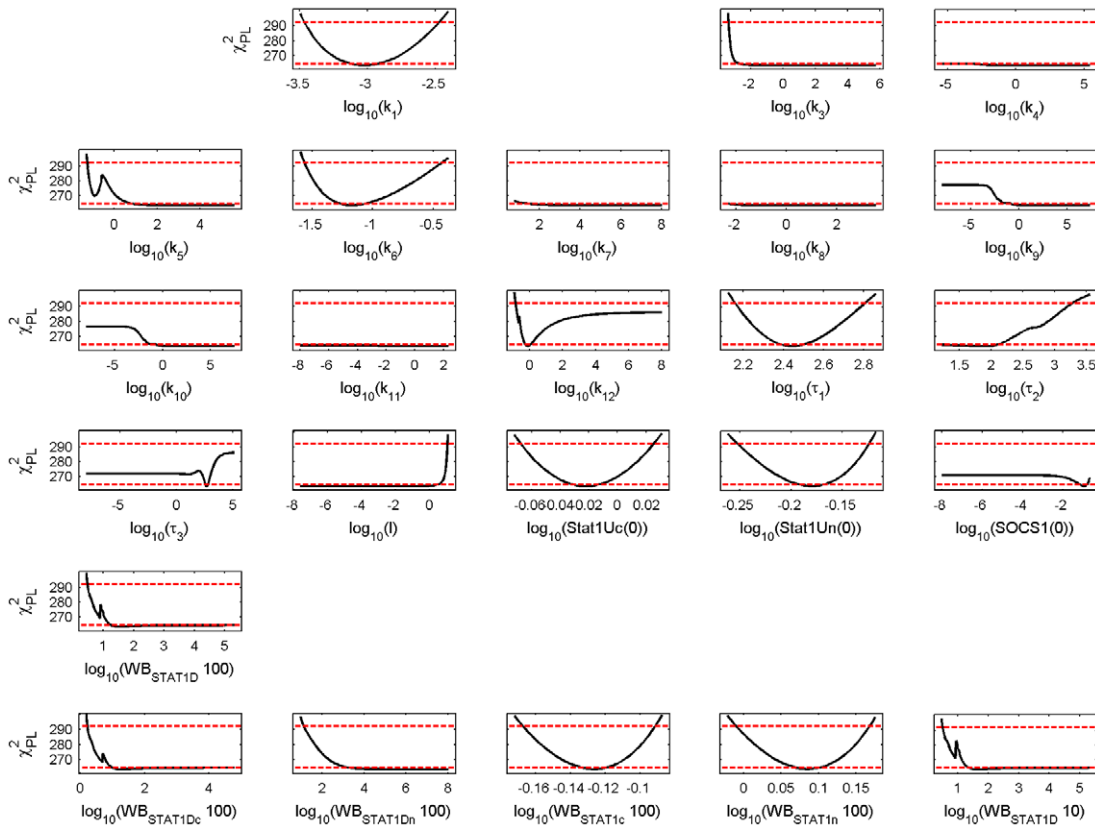 χ²PL
290
280
270
-3.5 -3 -2.5
log10(k1)
-2 0 2 4 6
log10(k3)
-5 0 5
log10(k4)
χ²PL
290
280
270
0 2 4
log10(k5)
-1.5 -1 -0.5
log10(k6)
2 4 6 8
log10(k7)
-2 0 2
log10(k8)
-5 0 5
log10(k9)
χ²PL
290
280
270
-5 0 5
log10(k10)
-8 -6 -4 -2 0 2
log10(k11)
0 2 4 6 8
log10(k12)
2.2 2.4 2.6 2.8
log10(τ1)
1.5 2 2.5 3 3.5
log10(τ2)
χ²PL
290
280
270
-5 0 5
log10(τ3)
-8 -6 -4 -2 0
log10(l)
-0.06 -0.04 -0.02 0 0.02
log10(Stat1Uc(0))
-0.25 -0.2 -0.15
log10(Stat1Un(0))
-8 -6 -4 -2
log10(SOCS1(0))
χ²PL
290
280
270
1 2 3 4 5
log10(WBSTAT1D 100)
χ²PL
290
280
270
0 2 4
log10(WBSTAT1Dc 100)
2 4 6 8
log10(WBSTAT1Dn 100)
-0.16 -0.14 -0.12 -0.1
log10(WBSTAT1c 100)
0 0.05 0.1 0.15
log10(WBSTAT1n 100)
1 2 3 4 5
log10(WBSTAT1D 10)